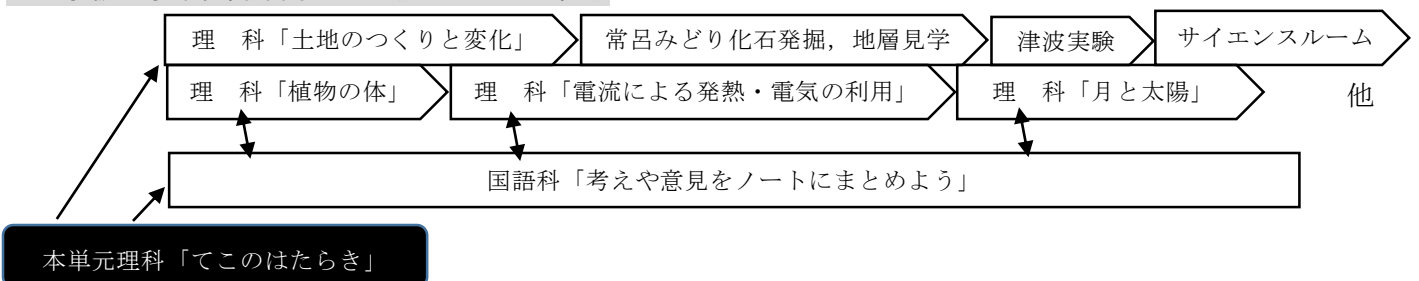 理　科「土地のつくりと変化」
常呂みどり化石発掘，地層見学
津波実験
サイエンスルーム
理　科「植物の体」
理　科「電流による発熱・電気の利用」
理　科「月と太陽」
他
国語科「考えや意見をノートにまとめよう」
本単元理科「てこのはたらき」